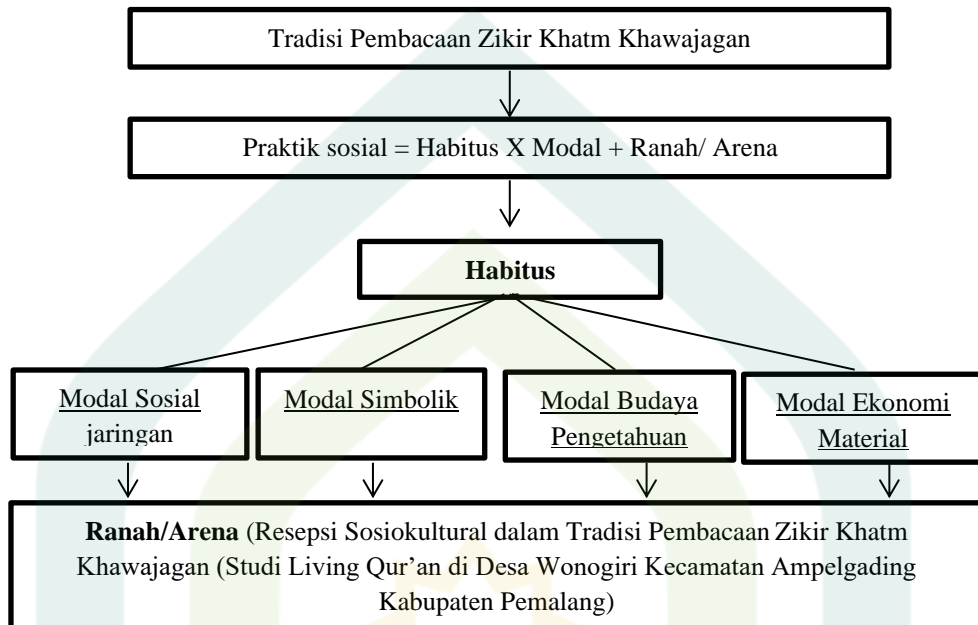 Tradisi Pembacaan Zikir Khatm Khawajagan
Praktik sosial = Habitus X Modal + Ranah/ Arena
Habitus
Modal Sosial
jaringan
Modal Simbolik
Modal Budaya
Pengetahuan
Modal Ekonomi
Material
Ranah/Arena (Resepsi Sosiokultural dalam Tradisi Pembacaan Zikir Khatm
Khawajagan (Studi Living Qur’an di Desa Wonogiri Kecamatan Ampelgading
Kabupaten Pemalang)